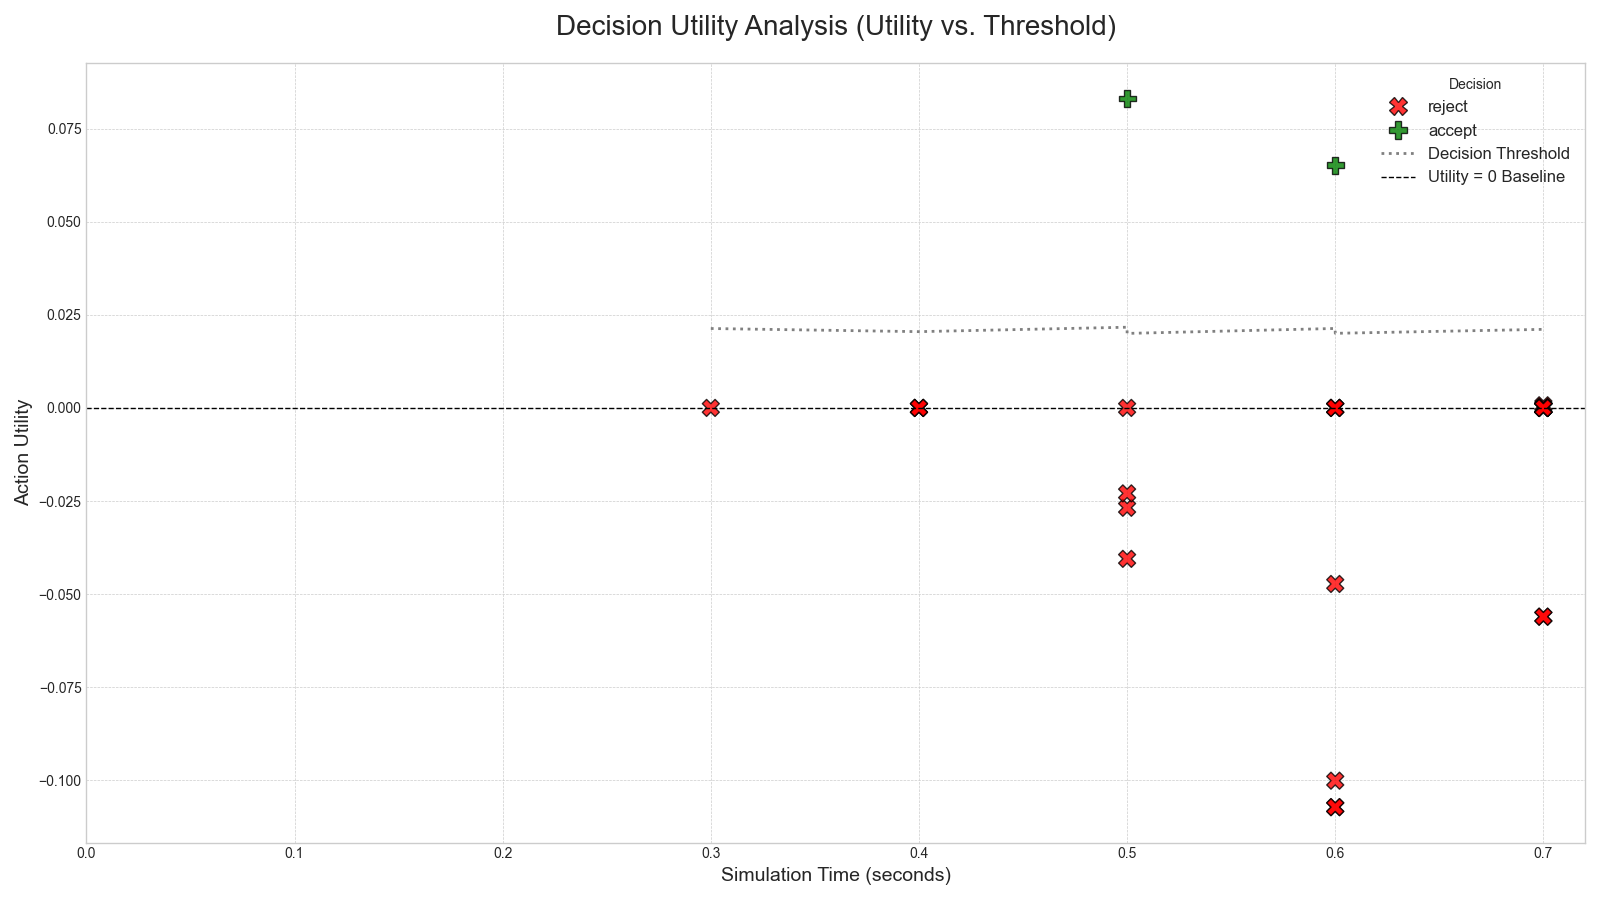 Decision Utility Analysis (Utility vs. Threshold)
Decision
reject
accept
Decision Threshold
Utility = 0 Baseline
Action Utility
0.075
0.050
0.025
0.000
−0.025
−0.050
−0.075
−0.100
0.0 0.1 0.2 0.3 0.4 0.5 0.6 0.7
Simulation Time (seconds)